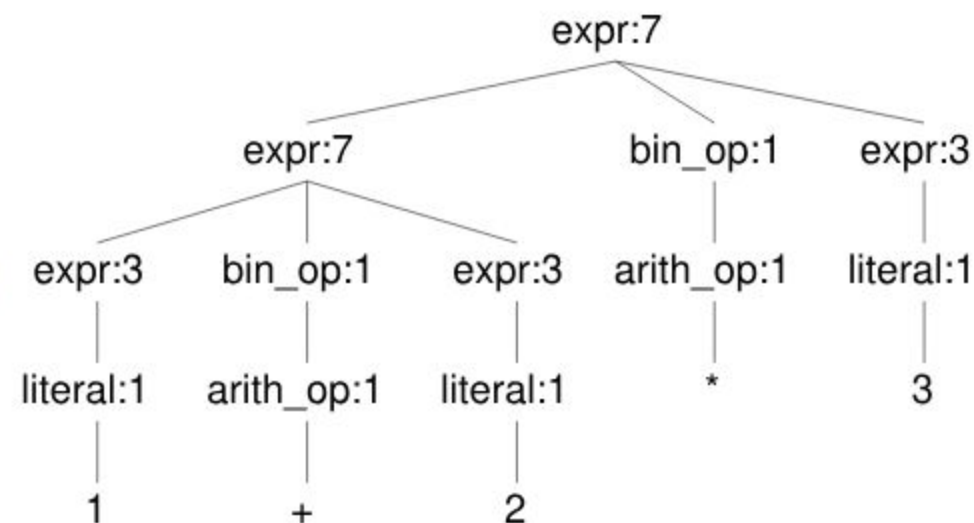 expr:7
expr:7 bin_op:1 expr:3
expr:3 bin_op:1 expr:3 arith_op:1 literal:1
literal:1 arith_op:1 literal:1 * 3
1 + 2